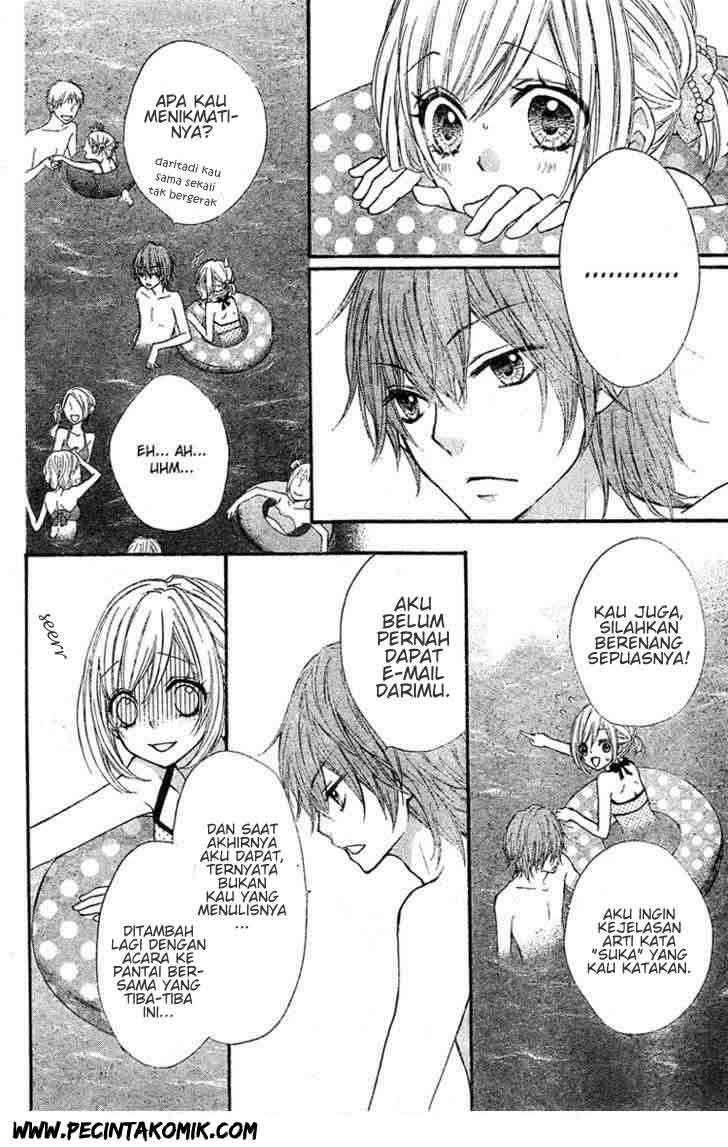 ............
APA KAU
MENIKMATI-
NYA?
daritadi kau
sama sekali
tak bergerak
EH... AH...
UHM...
KAU JUGA,
SILAHKAN
BERENANG
SEPUASNYA!
AKU INGIN
KEJELASAN
ARTI KATA
"SUKA" YANG
KAU KATAKAN.
AKU
BELUM
PERNAH
DAPAT
E-MAIL
DARIMU.
DAN SAAT
AKHIRNYA
AKU DAPAT,
TERNYATA
BUKAN
KAU YANG
MENULISNYA
...
DITAMBAH
LAGI DENGAN
ACARA KE
PANTAI BER-
SAMA YANG
TIBA-TIBA
INI...
seerr
WWW.PECINTAKOMIK.COM